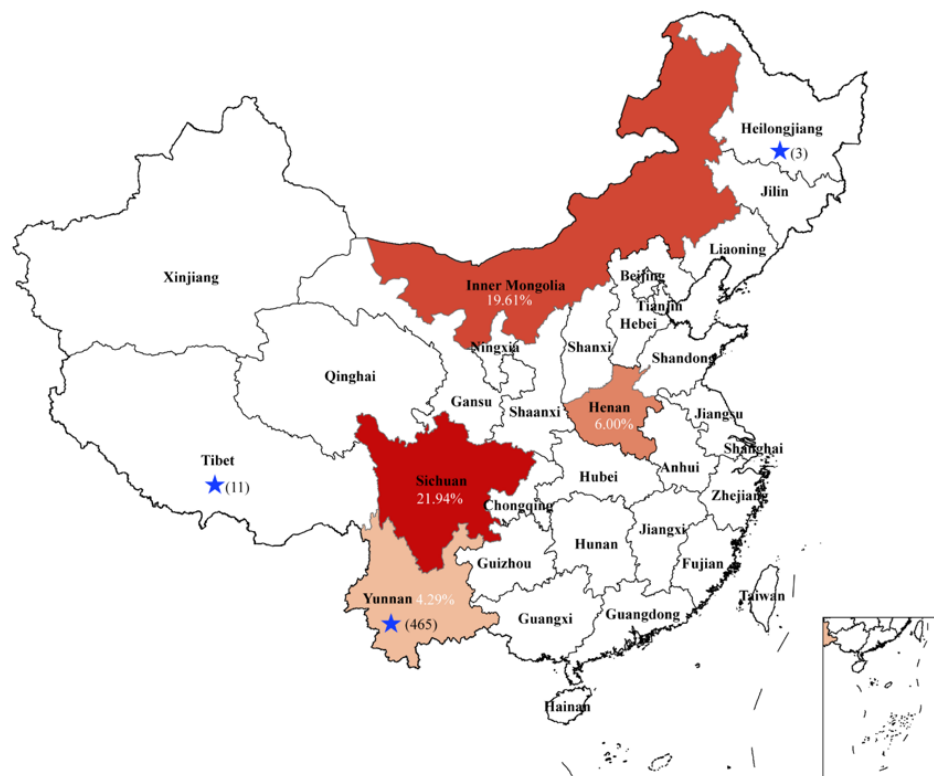 Heilongjiang
(3)
Jilin
Liaoning
Xinjiang
Inner Mongolia
19.61%
Beijing
Tianjin
Hebei
Ningxia
Shanxi
Shandong
Qinghai
Gansu
Shaanxi
Henan
6.00%
Jiangsu
Shanghai
Tibet
(11)
Sichuan
21.94%
Hubei
Anhui
Chongqing
Zhejiang
Jiangxi
Hunan
Guizhou
Fujian
Yunnan 4.29%
(465)
Guangxi
Guangdong
Taiwan
Hainan